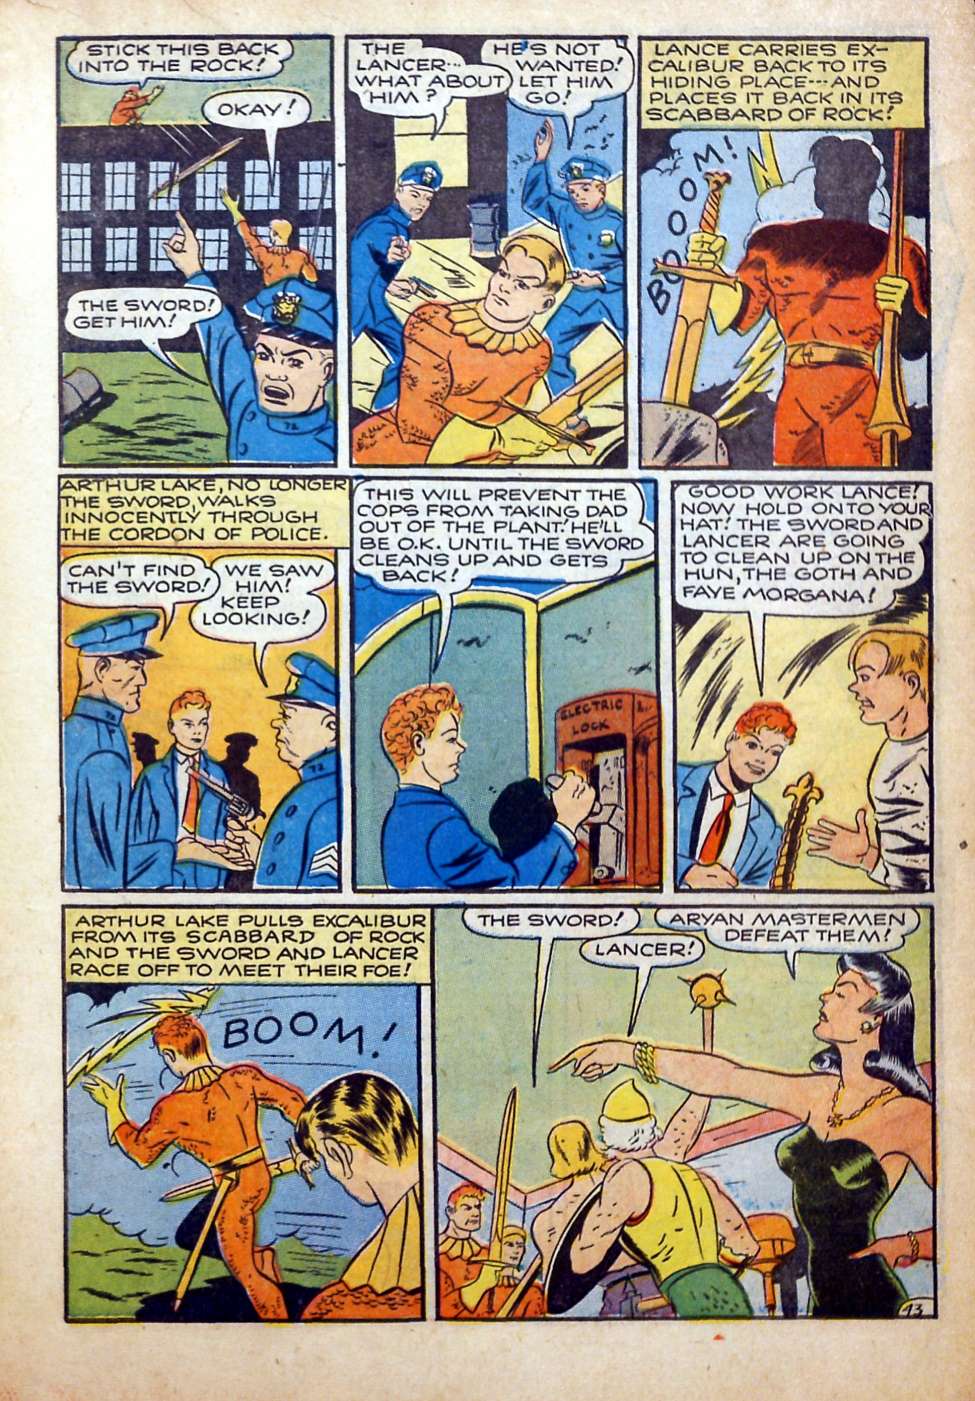 STICK THIS BACK
INTO THE ROCK!
OKAY!
THE SWORD!
GET HIM!
72
THE
LANCER---
WHAT ABOUT
HIM?
HE'S NOT
WANTED!
LET HIM
GO!
LANCE CARRIES EX-
CALIBUR BACK TO ITS
HIDING PLACE---AND
PLACES IT BACK IN ITS
SCABBARD OF ROCK!
BOOOOM!
ARTHUR LAKE, NO LONGER
THE SWORD, WALKS
INNOCENTLY THROUGH
THE CORDON OF POLICE.
CAN'T FIND
THE SWORD!
WE SAW
HIM!
KEEP
LOOKING!
72
THIS WILL PREVENT THE
COPS FROM TAKING DAD
OUT OF THE PLANT! HE'LL
BE O.K. UNTIL THE SWORD
CLEANS UP AND GETS
BACK!
ELECTRIC
LOCK
GOOD WORK LANCE!
NOW HOLD ONTO YOUR
HAT! THE SWORD AND
LANCER ARE GOING
TO CLEAN UP ON THE
HUN, THE GOTH AND
FAYE MORGANA!
ARTHUR LAKE PULLS EXCALIBUR
FROM ITS SCABBARD OF ROCK
AND THE SWORD AND LANCER
RACE OFF TO MEET THEIR FOE!
BOOM!
THE SWORD!
LANCER!
ARYAN MASTERMEN
DEFEAT THEM!
13